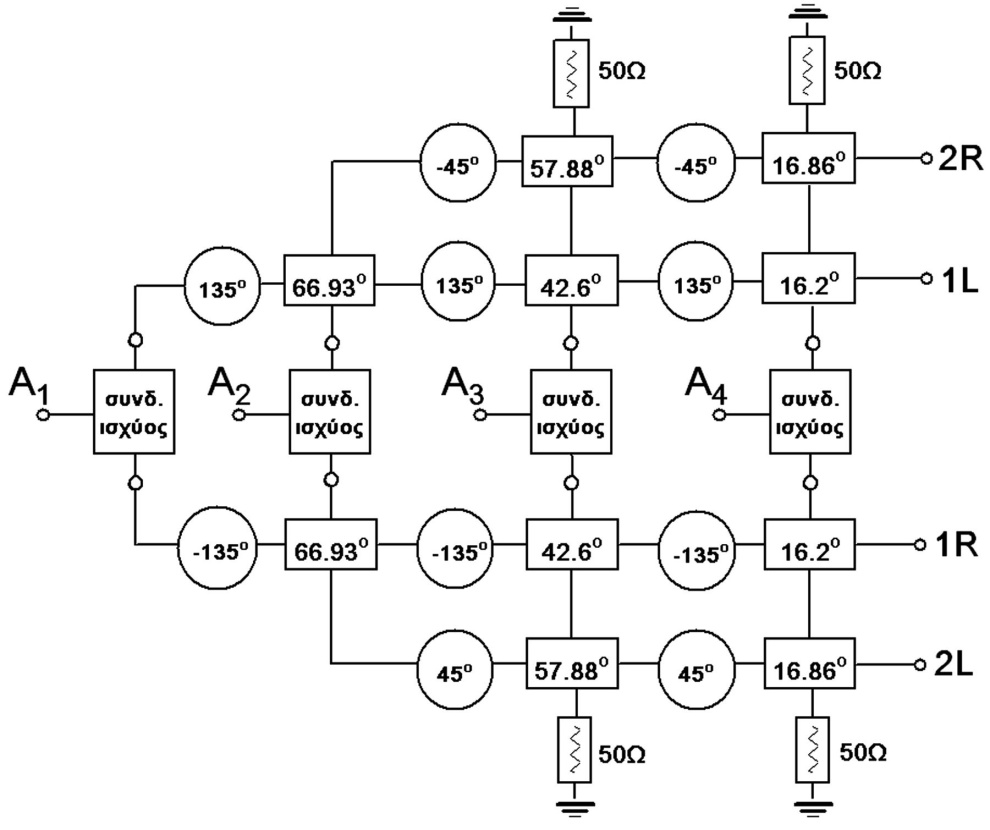 50Ω 50Ω
-45° 57.88° -45° 16.86° 2R
135° 66.93° 135° 42.6° 135° 16.2° 1L
A1 A2 A3 A4
συνδ. συνδ. συνδ. συνδ.
ισχύος ισχύος ισχύος ισχύος
-135° 66.93° -135° 42.6° -135° 16.2° 1R
45° 57.88° 45° 16.86° 2L
50Ω 50Ω